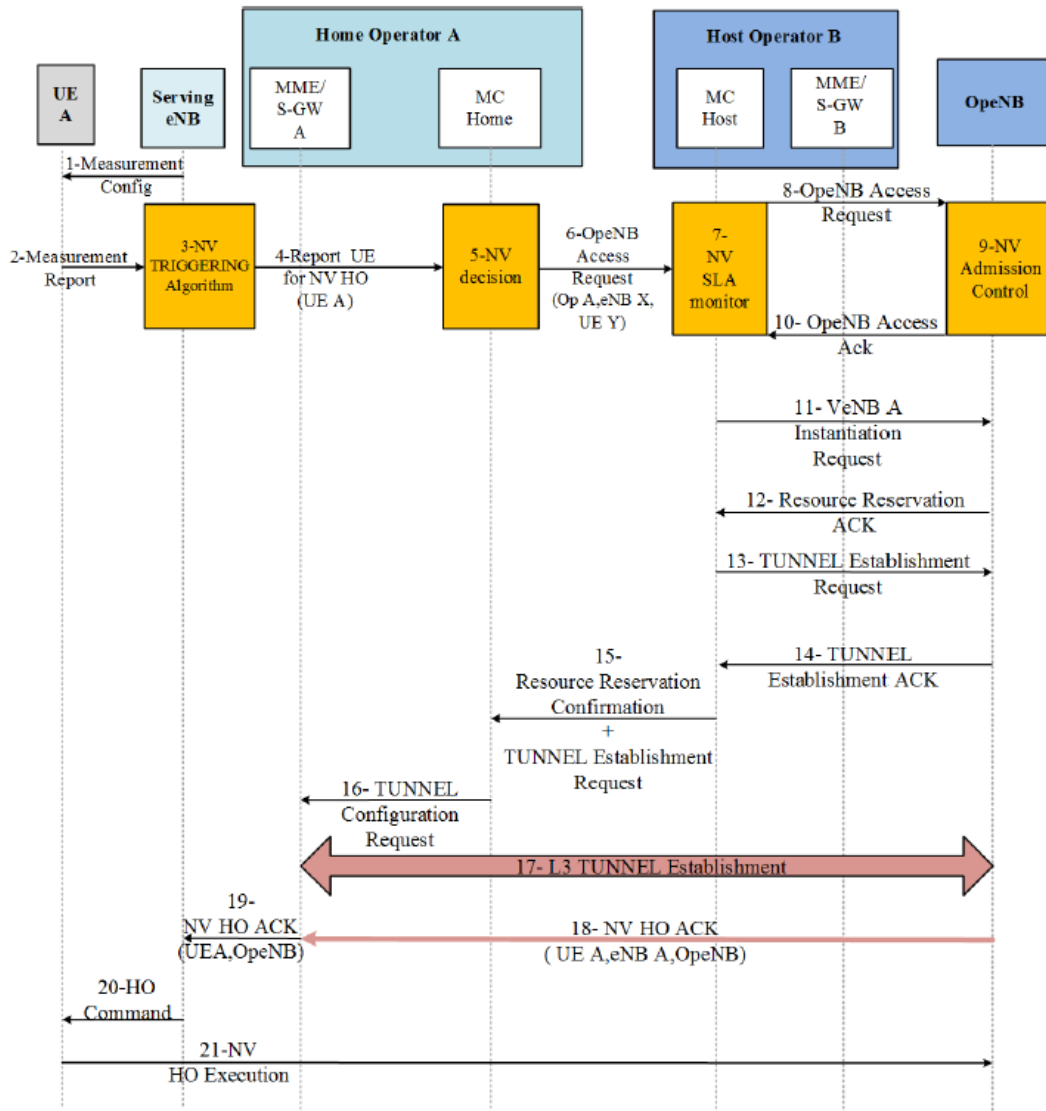 Home Operator A
Host Operator B
UE
A
Serving
eNB
MME/
S-GW
A
MC
Home
MC
Host
MME/
S-GW
B
OpeNB
1-Measurement
Config
2-Measurement
Report
3-NV
TRIGGERING
Algorithm
4-Report UE
for NV HO
(UE A)
5-NV
decision
6-OpeNB
Access
Request
(Op A,eNB X,
UE Y)
7-
NV
SLA
monitor
8-OpeNB Access
Request
9-NV
Admission
Control
10- OpeNB Access
Ack
11- VeNB A
Instantiation
Request
12- Resource Reservation
ACK
13- TUNNEL Establishment
Request
14- TUNNEL
Establishment ACK
15-
Resource Reservation
Confirmation
+
TUNNEL Establishment
Request
16- TUNNEL
Configuration
Request
17- L3 TUNNEL Establishment
18- NV HO ACK
( UE A,eNB A,OpeNB)
19-
NV HO ACK
(UEA,OpeNB)
20-HO
Command
21-NV
HO Execution